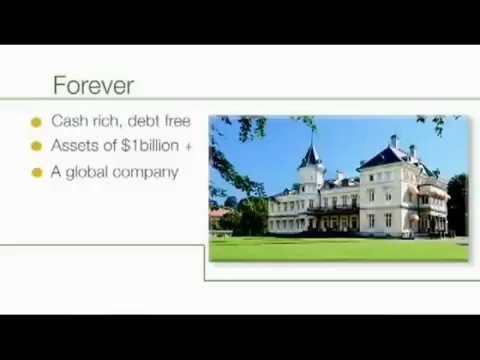 Forever
Cash rich, debt free
Assets of $1billion +
A global company